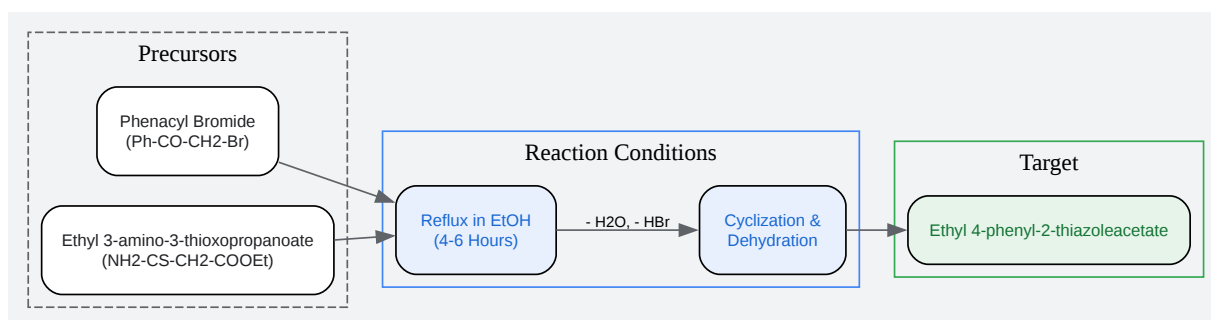 Precursors
Phenacyl Bromide
(Ph-CO-CH2-Br)
Ethyl 3-amino-3-thioxopropanoate
(NH2-CS-CH2-COOEt)
Reaction Conditions
Reflux in EtOH
(4-6 Hours)
- H2O, - HBr
Cyclization &
Dehydration
Target
Ethyl 4-phenyl-2-thiazoleacetate